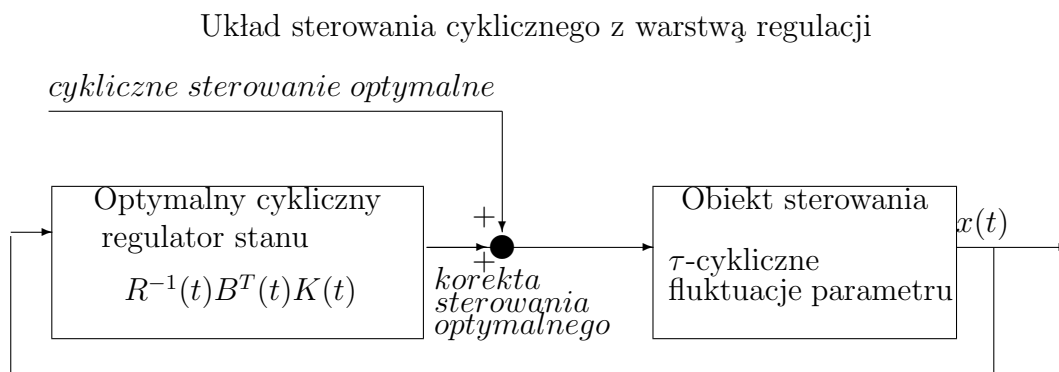 Układ sterowania cyklicznego z warstwą regulacji
cykliczne sterowanie optymalne
Optymalny cykliczny
regulator stanu
R⁻¹(t)Bᵀ(t)K(t)
+
+
korekta
sterowania
optymalnego
Obiekt sterowania
τ-cykliczne
fluktuacje parametru
x(t)